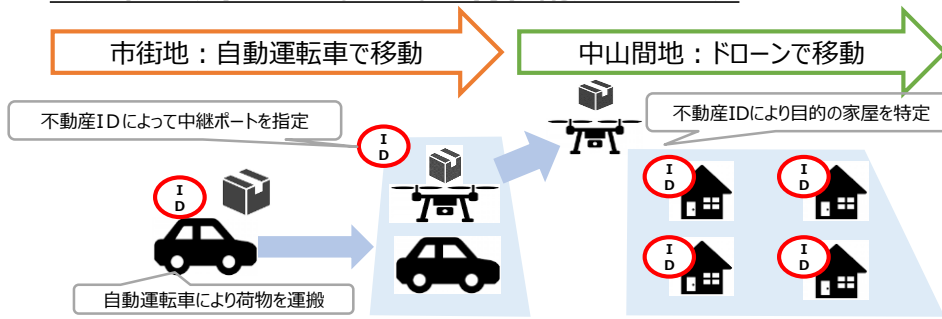 市街地：自動運転車で移動
中山間地：ドローンで移動
不動産IDによって中継ポートを指定
不動産IDにより目的の家屋を特定
ID
ID
ID
ID
ID
ID
自動運転車により荷物を運搬